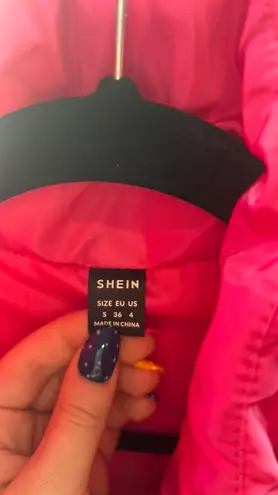 SHEIN
SIZE EU US
S 36 4
MADE IN CHINA